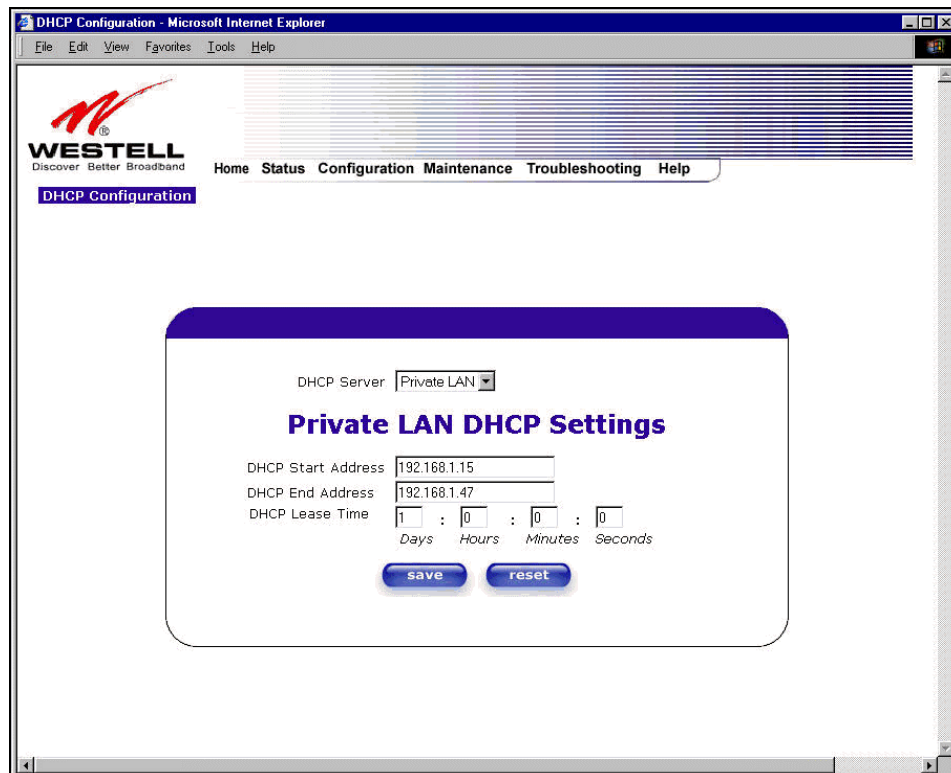 DHCP Configuration - Microsoft Internet Explorer
File Edit View Favorites Tools Help
WESTELL®
Discover Better Broadband
Home Status Configuration Maintenance Troubleshooting Help
DHCP Configuration
DHCP Server Private LAN
Private LAN DHCP Settings
DHCP Start Address 192.168.1.15
DHCP End Address 192.168.1.47
DHCP Lease Time 1 : 0 : 0 : 0
Days Hours Minutes Seconds
save reset